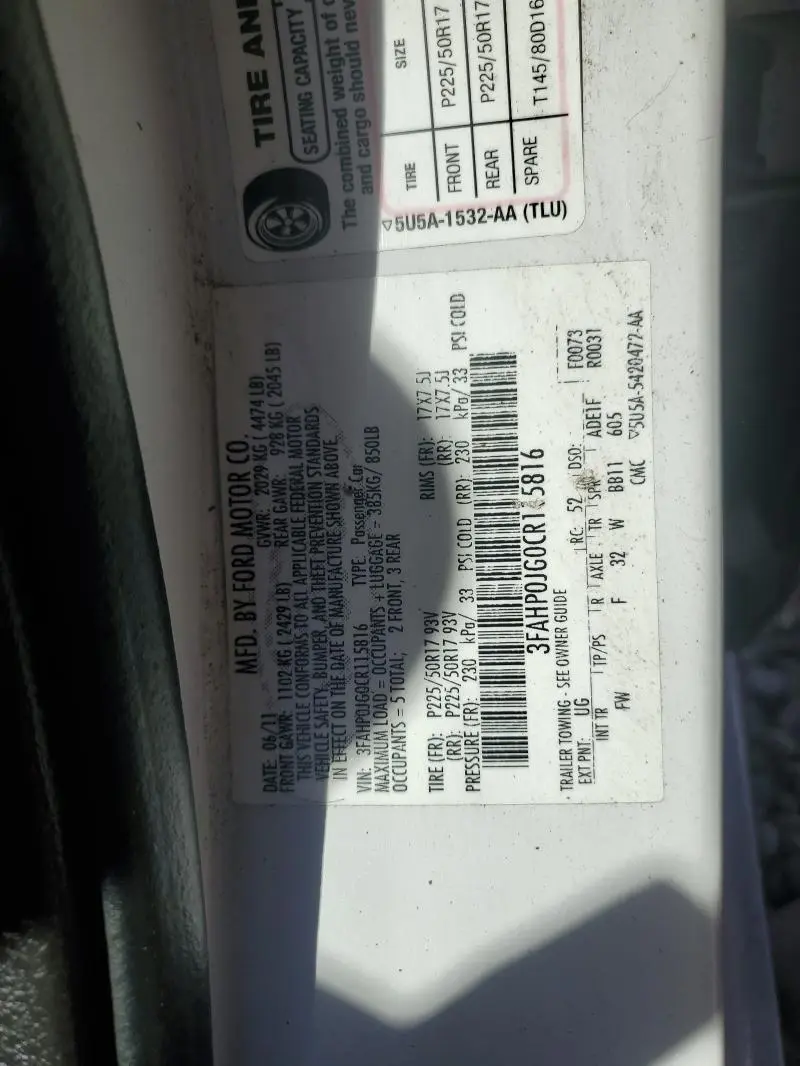 TIRE AN
SEATING CAPACITY
The combined weight of
and cargo should nev
TIRE SIZE
FRONT P225/50R17
REAR P225/50R17
SPARE T145/80D16
▽5U5A-1532-AA (TLU)
MFD. BY FORD MOTOR CO.
DATE: 06/11 GVWR: 2029 KG ( 4474 LB)
FRONT GAWR: 1102 KG ( 2429 LB) REAR GAWR: 928 KG ( 2045 LB)
THIS VEHICLE CONFORMS TO ALL APPLICABLE FEDERAL MOTOR
VEHICLE SAFETY, BUMPER, AND THEFT PREVENTION STANDARDS
IN EFFECT ON THE DATE OF MANUFACTURE SHOWN ABOVE.
VIN: 3FAHP0JG0CR115816 TYPE: Passenger Car
MAXIMUM LOAD = OCCUPANTS + LUGGAGE = 385KG/ 850LB
OCCUPANTS = 5 TOTAL; 2 FRONT, 3 REAR
TIRE (FR): P225/50R17 93V RIMS (FR): 17X7.5J
(RR): P225/50R17 93V (RR): 17X7.5J
PRESSURE (FR): 230 kPa/ 33 PSI COLD (RR): 230 kPa/ 33 PSI COLD
3FAHP0JG0CR115816
TRAILER TOWING - SEE OWNER GUIDE
EXT PNT: UG RC: 52 DSO: F0073
INT TR TP/PS R AXLE TR SPR ADE1F R0031
FW F 32 W BB11 605
CMC ▽5U5A-5420472-AA